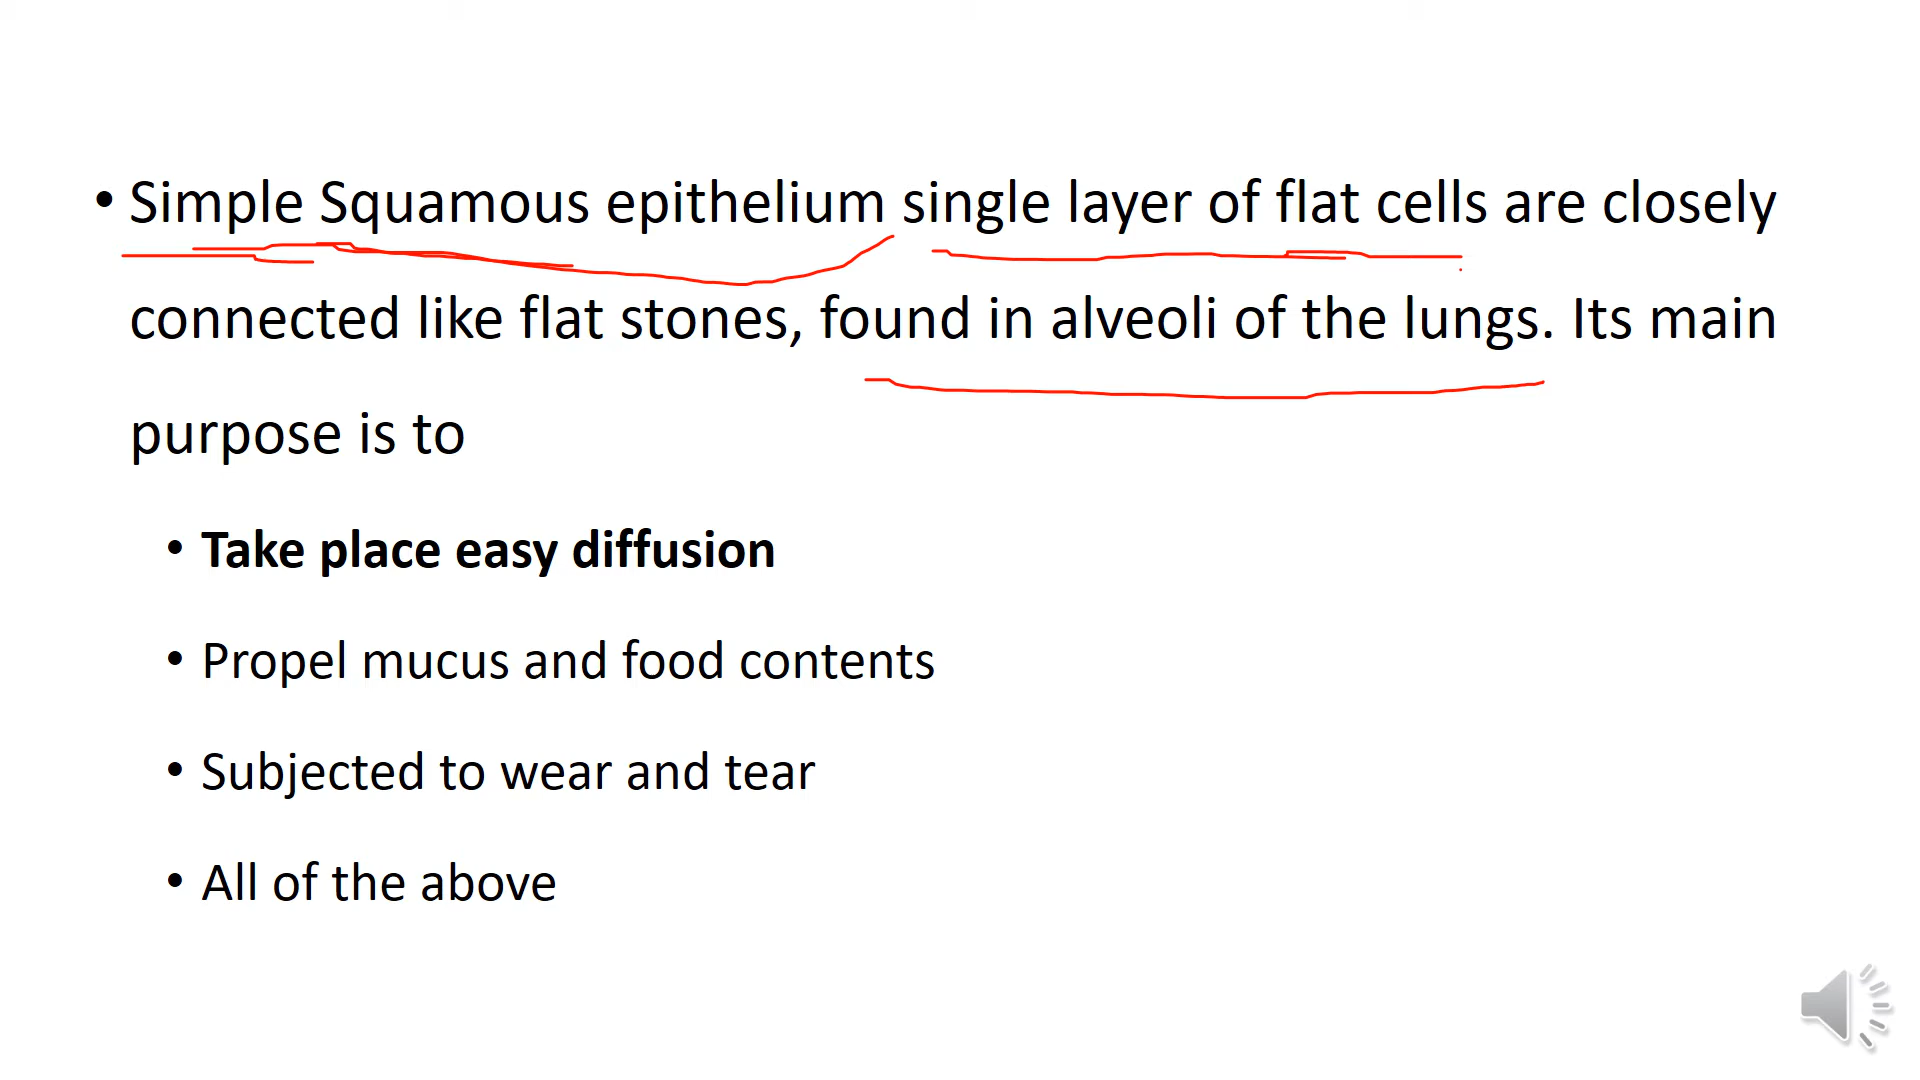 • Simple Squamous epithelium single layer of flat cells are closely
connected like flat stones, found in alveoli of the lungs. Its main
purpose is to
• Take place easy diffusion
• Propel mucus and food contents
• Subjected to wear and tear
• All of the above